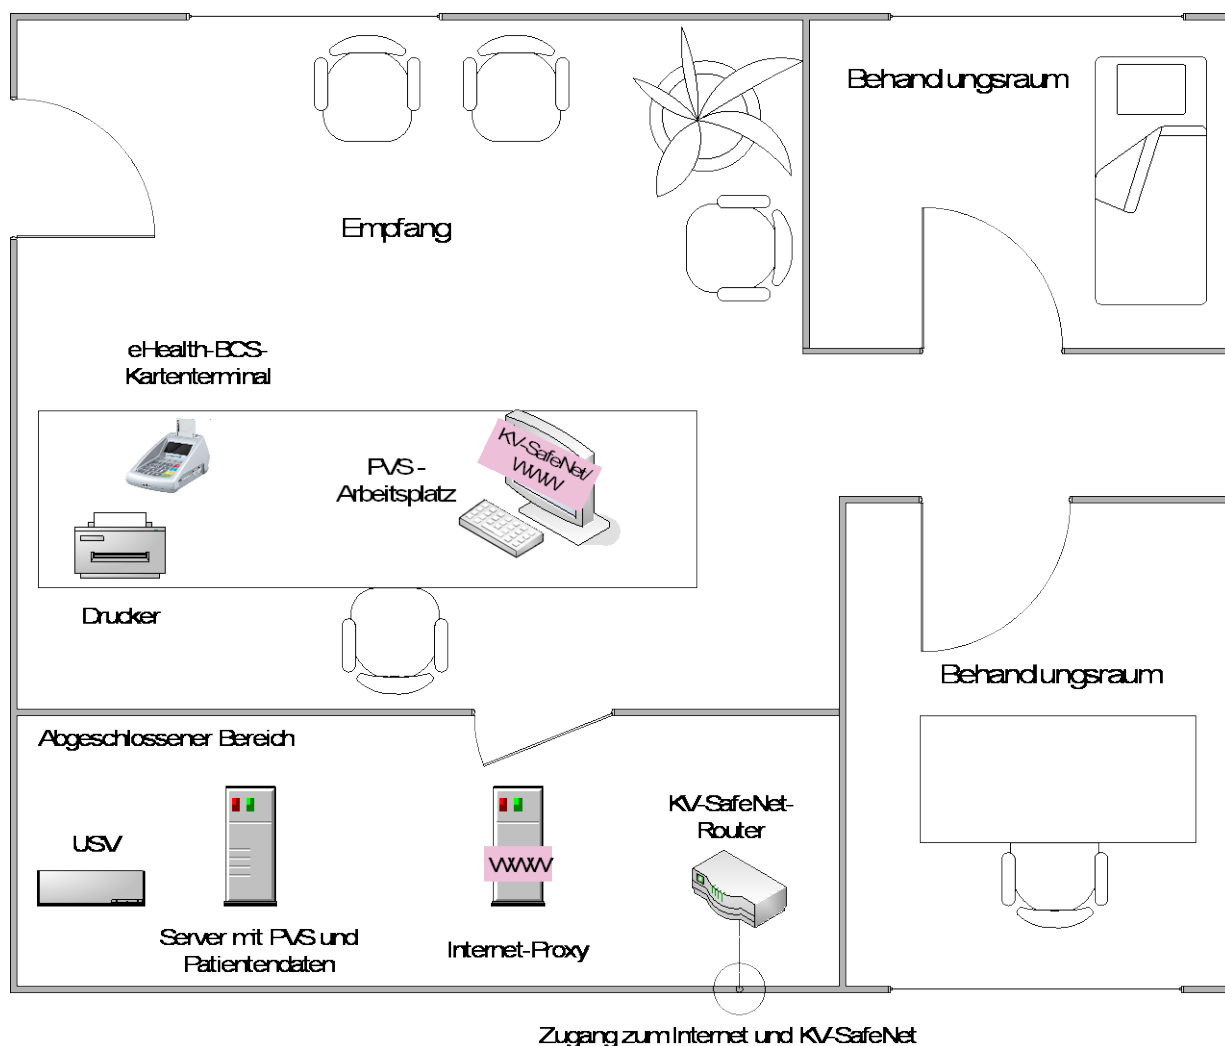 Behandlungsraum
Empfang
eHealth-BCS-
Kartenterminal
KV-SafeNet/
WWW
PVS -
Arbeitsplatz
Drucker
Behandlungsraum
Abgeschlossener Bereich
KV-SafeNet-
Router
USV
WWW
Server mit PVS und
Patientendaten
Internet-Proxy
Zugang zum Internet und KV-SafeNet